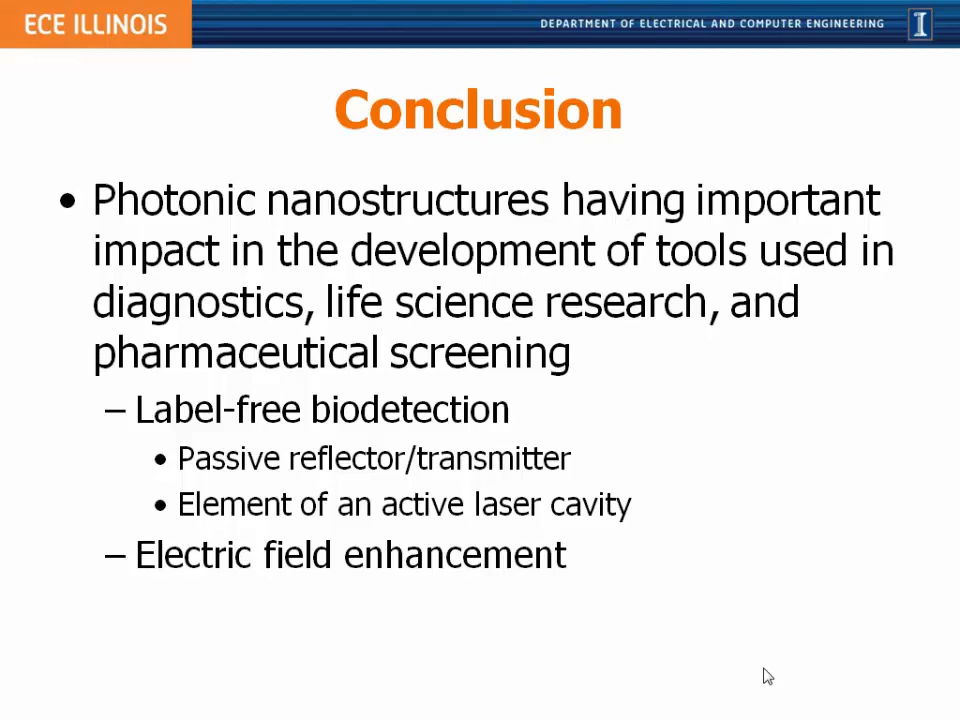 ECE ILLINOIS
DEPARTMENT OF ELECTRICAL AND COMPUTER ENGINEERING
I
Conclusion
• Photonic nanostructures having important
impact in the development of tools used in
diagnostics, life science research, and
pharmaceutical screening
– Label-free biodetection
• Passive reflector/transmitter
• Element of an active laser cavity
– Electric field enhancement